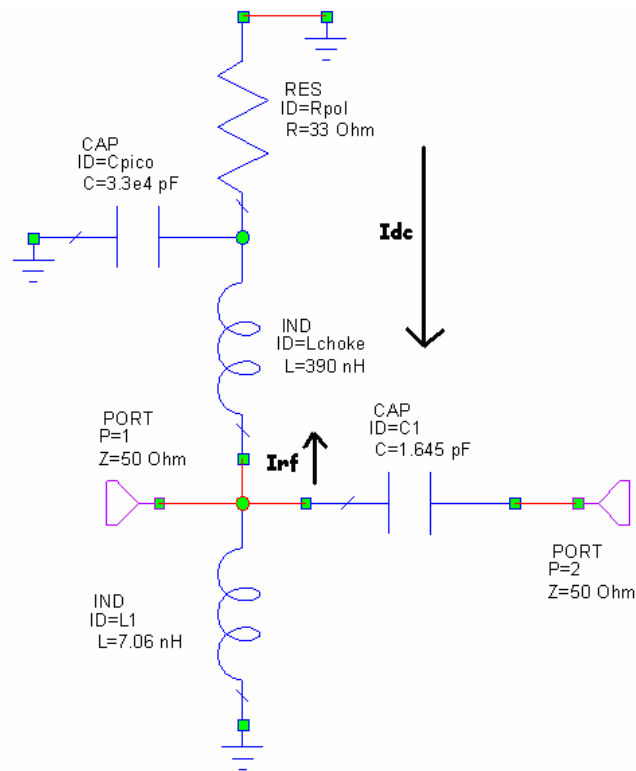 RES
ID=Rpol
R=33 Ohm
CAP
ID=Cpico
C=3.3e4 pF
Idc
IND
ID=Lchoke
L=390 nH
PORT
P=1
Z=50 Ohm
Irf
CAP
ID=C1
C=1.645 pF
PORT
P=2
Z=50 Ohm
IND
ID=L1
L=7.06 nH